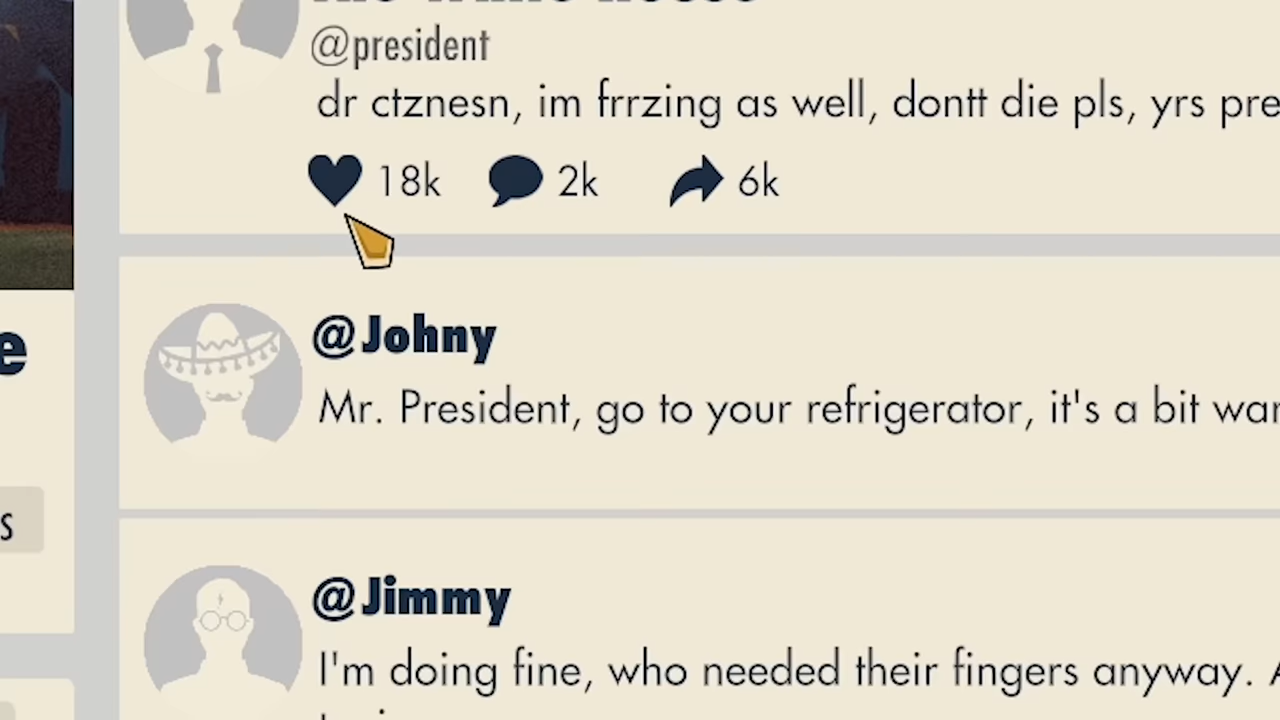 @president
dr ctznesn, im frrzing as well, dontt die pls, yrs pre
18k 2k 6k
@Johny
Mr. President, go to your refrigerator, it's a bit war
@Jimmy
I'm doing fine, who needed their fingers anyway. A
e
s